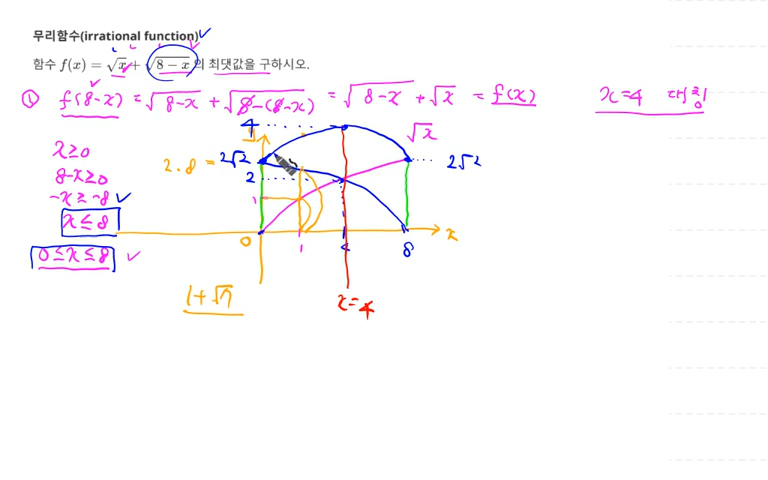 무리함수(irrational function)
함수 f(x) = √x + √(8 − x) 의 최댓값을 구하시오.
① f(8-x) = √(8-x) + √(8-(8-x)) = √(8-x) + √x = f(x)
x=4 대칭
x≥0
8-x≥0
-x≥-8
x≤8
0≤x≤8
4
√x
2.8 = 2√2
2√2
2
1
0
1
4
8
x
1+√7
x=4